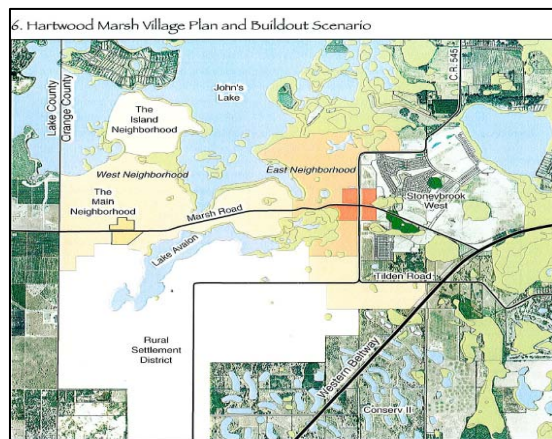 6. Hartwood Marsh Village Plan and Buildout Scenario
C.R. 545
Lake County
Orange County
John's
Lake
The
Island
Neighborhood
West Neighborhood
East Neighborhood
The
Main
Neighborhood
Marsh Road
Stoneybrook
West
Lake Avalon
Tilden Road
Rural
Settlement
District
Western Beltway
Conserv II